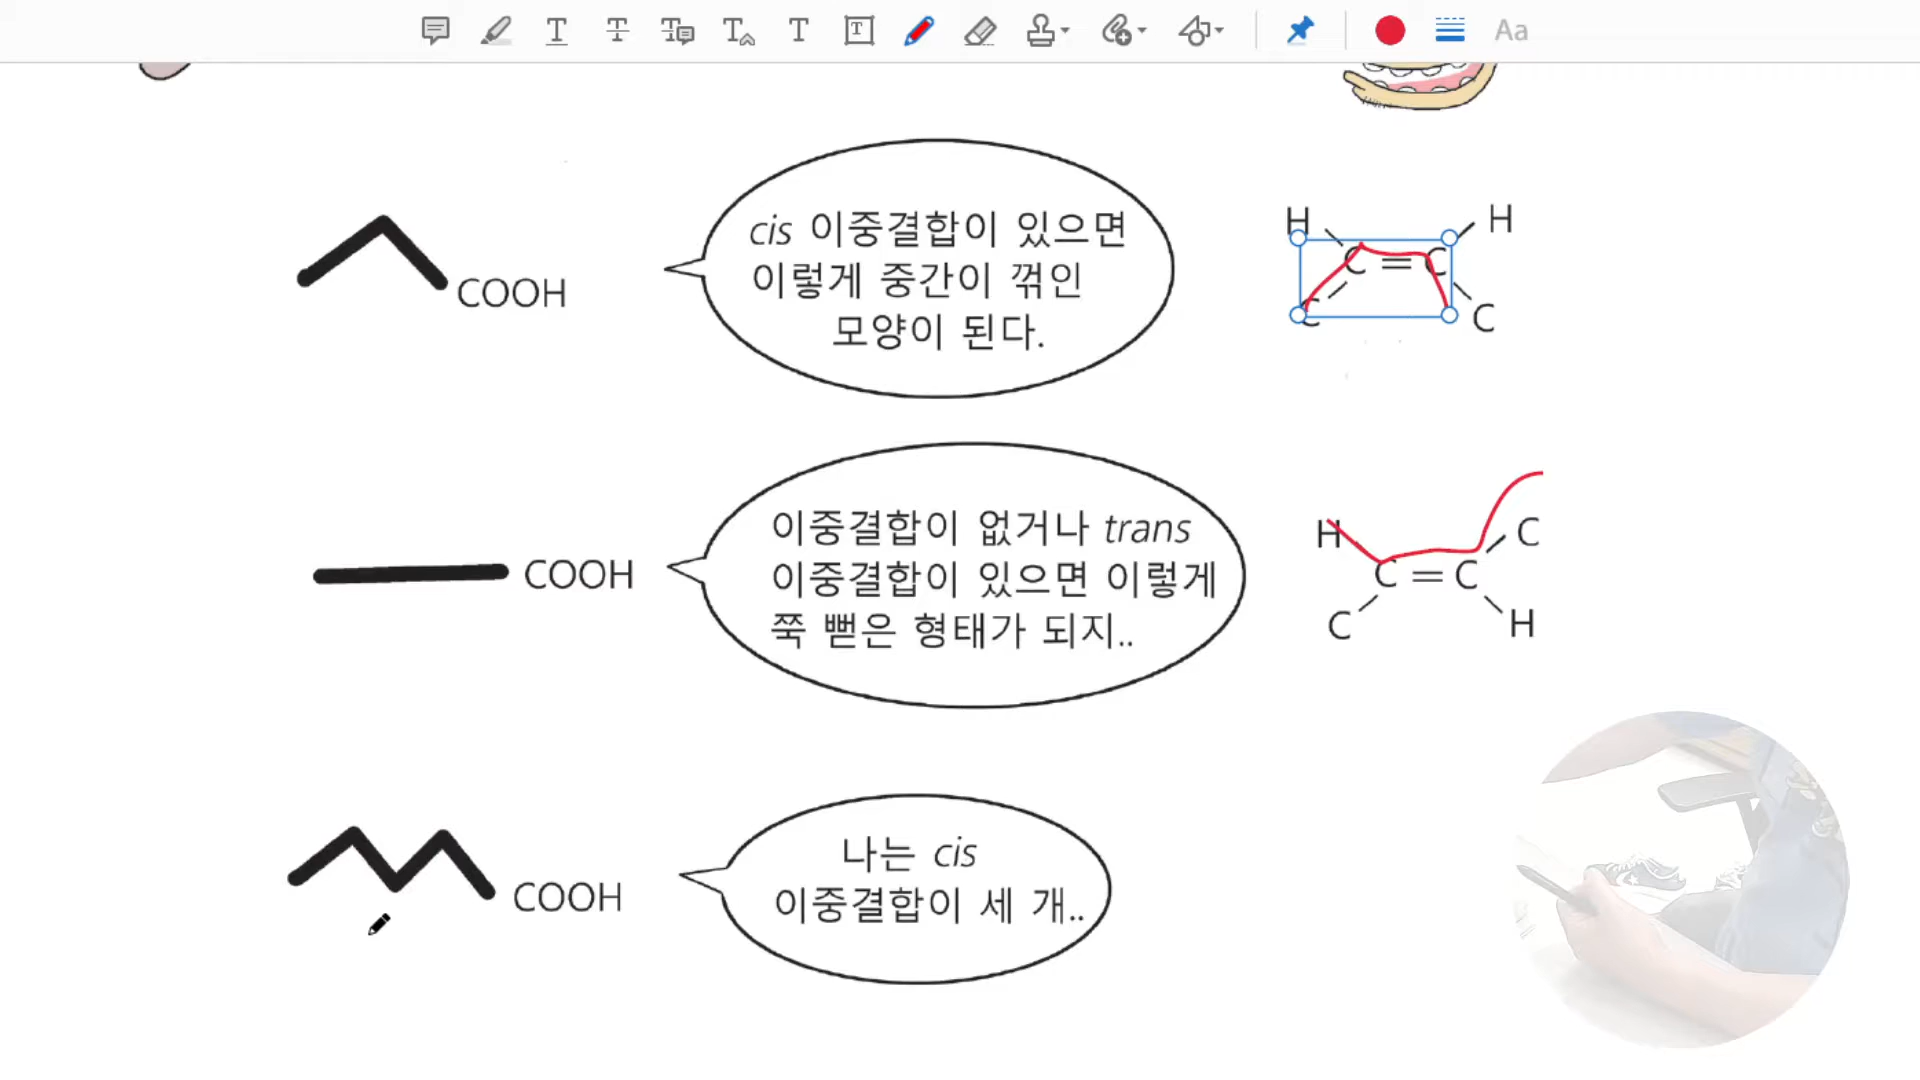 T T T T T T Aa
cis 이중결합이 있으면
이렇게 중간이 꺾인
모양이 된다.
COOH
H H
C = C
C C
이중결합이 없거나 trans
이중결합이 있으면 이렇게
쭉 뻗은 형태가 되지..
COOH
H C
C = C
C H
나는 cis
이중결합이 세 개..
COOH